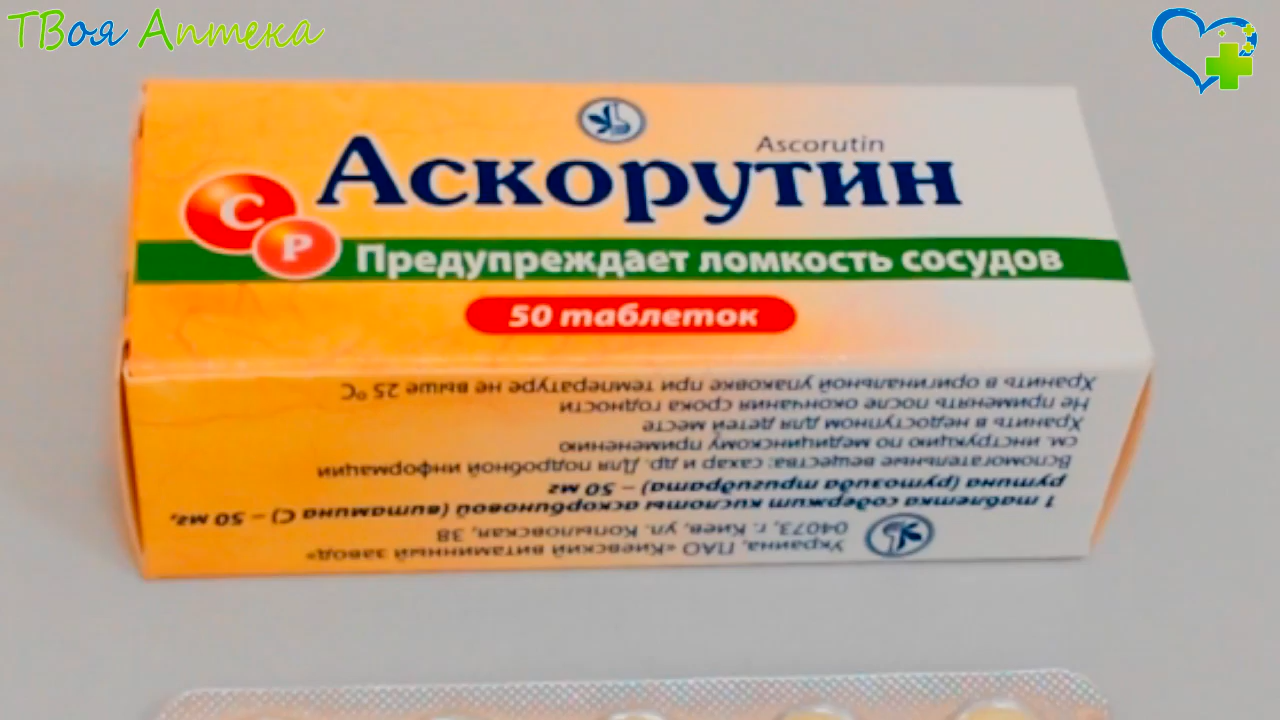 ТВоя Аптека
Ascorutin
Аскорутин
С
Р
Предупреждает ломкость сосудов
50 таблеток
Украина, ПАО «Киевский витаминный завод»
04073, г. Киев, ул. Копыловская, 38
1 таблетка содержит кислоты аскорбиновой (витамина С) – 50 мг,
рутина (рутозида тригидрата) – 50 мг
Вспомогательные вещества: сахар и др. Для подробной информации
см. инструкцию по медицинскому применению
Хранить в недоступном для детей месте
Не применять после окончания срока годности
Хранить в оригинальной упаковке при температуре не выше 25 ºС